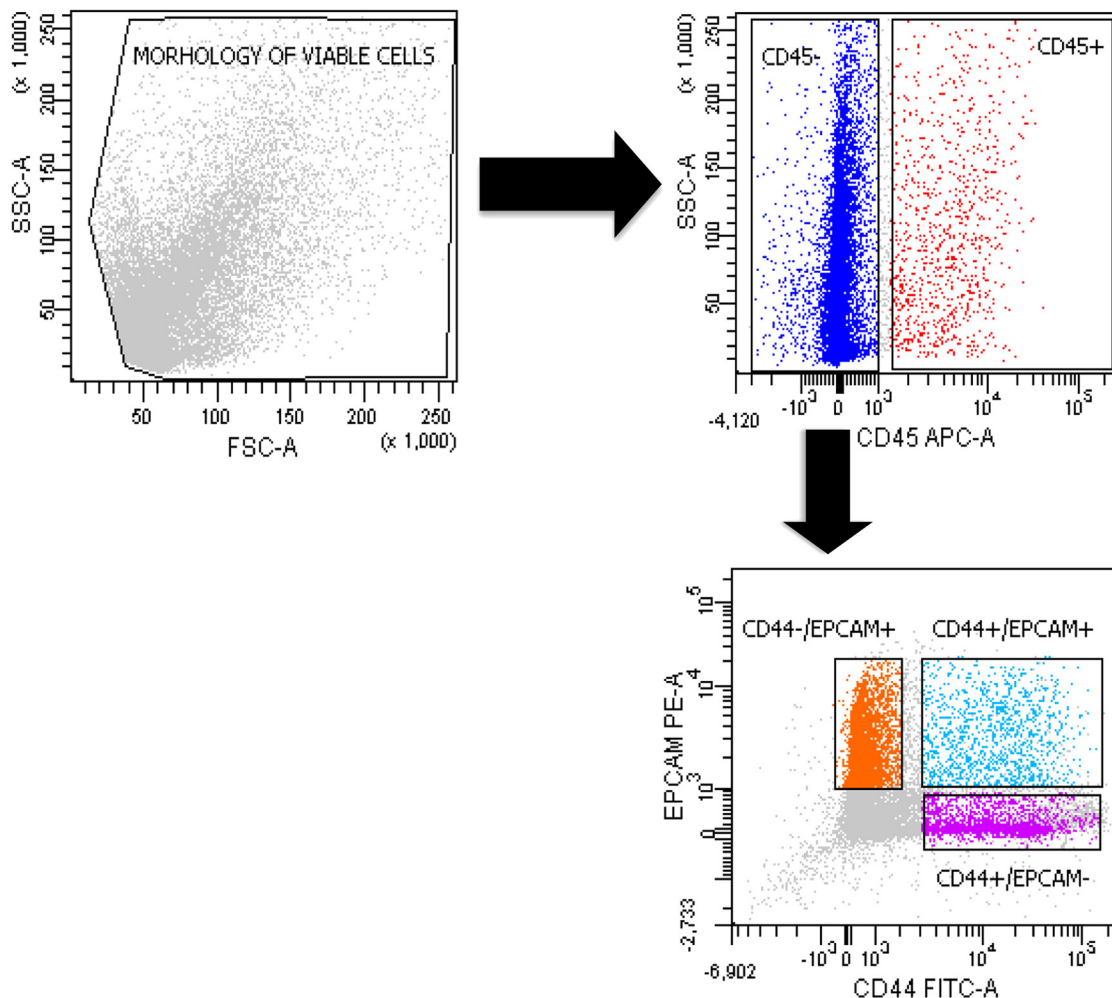 (x 1,000)
250
200
150
100
50
SSC-A
MORHOLOGY OF VIABLE CELLS
50 100 150 200 250
FSC-A (x 1,000)
(x 1,000)
250
200
150
100
50
SSC-A
CD45- CD45+
-4,120 -10³ 0 10³ 10⁴ 10⁵
CD45 APC-A
10⁵
10⁴
10³
0
-2,733
EPCAM PE-A
CD44-/EPCAM+ CD44+/EPCAM+
CD44+/EPCAM-
-6,902 -10³ 0 10³ 10⁴ 10⁵
CD44 FITC-A